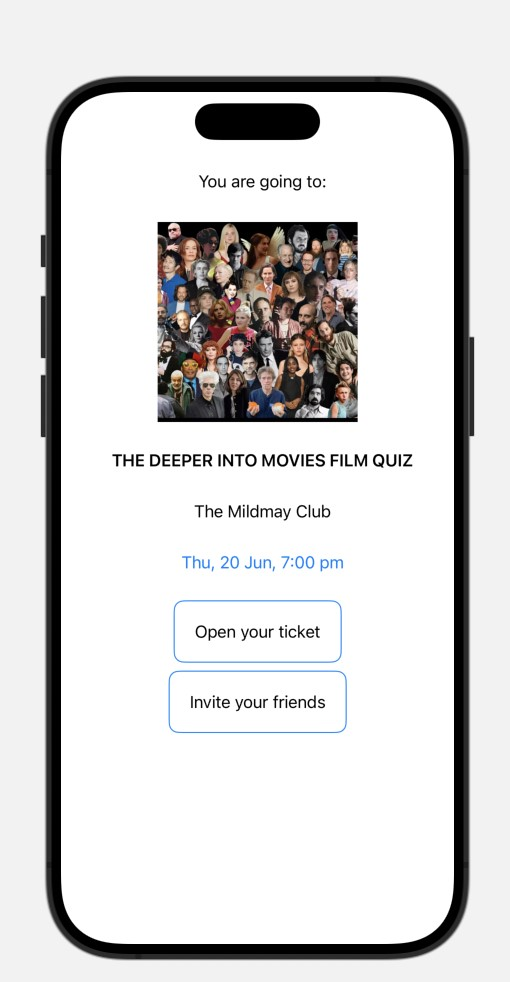 You are going to:
THE DEEPER INTO MOVIES FILM QUIZ
The Mildmay Club
Thu, 20 Jun, 7:00 pm
Open your ticket
Invite your friends